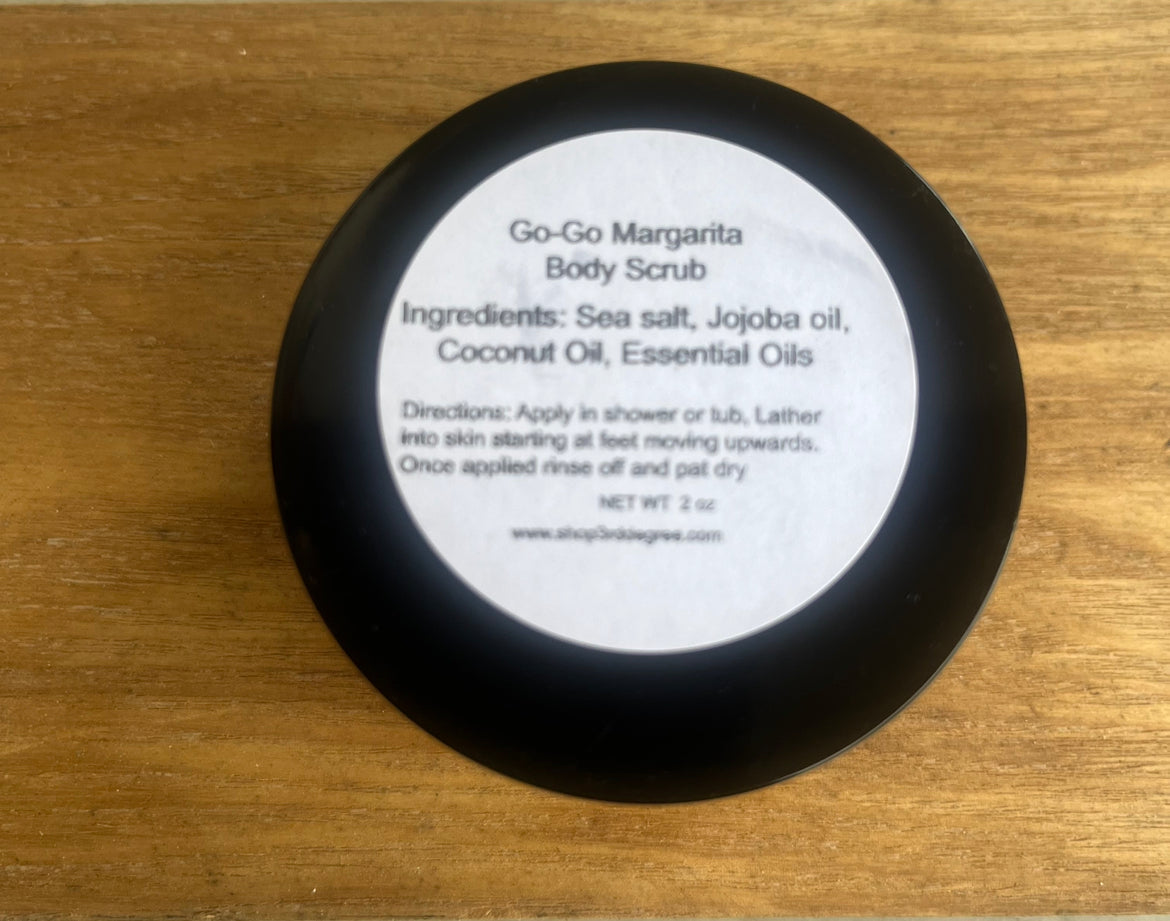 Go-Go Margarita
Body Scrub
Ingredients: Sea salt, Jojoba oil,
Coconut Oil, Essential Oils
Directions: Apply in shower or tub, Lather
into skin starting at feet moving upwards.
Once applied rinse off and pat dry
NET WT 2 oz
www.shop3rddegree.com